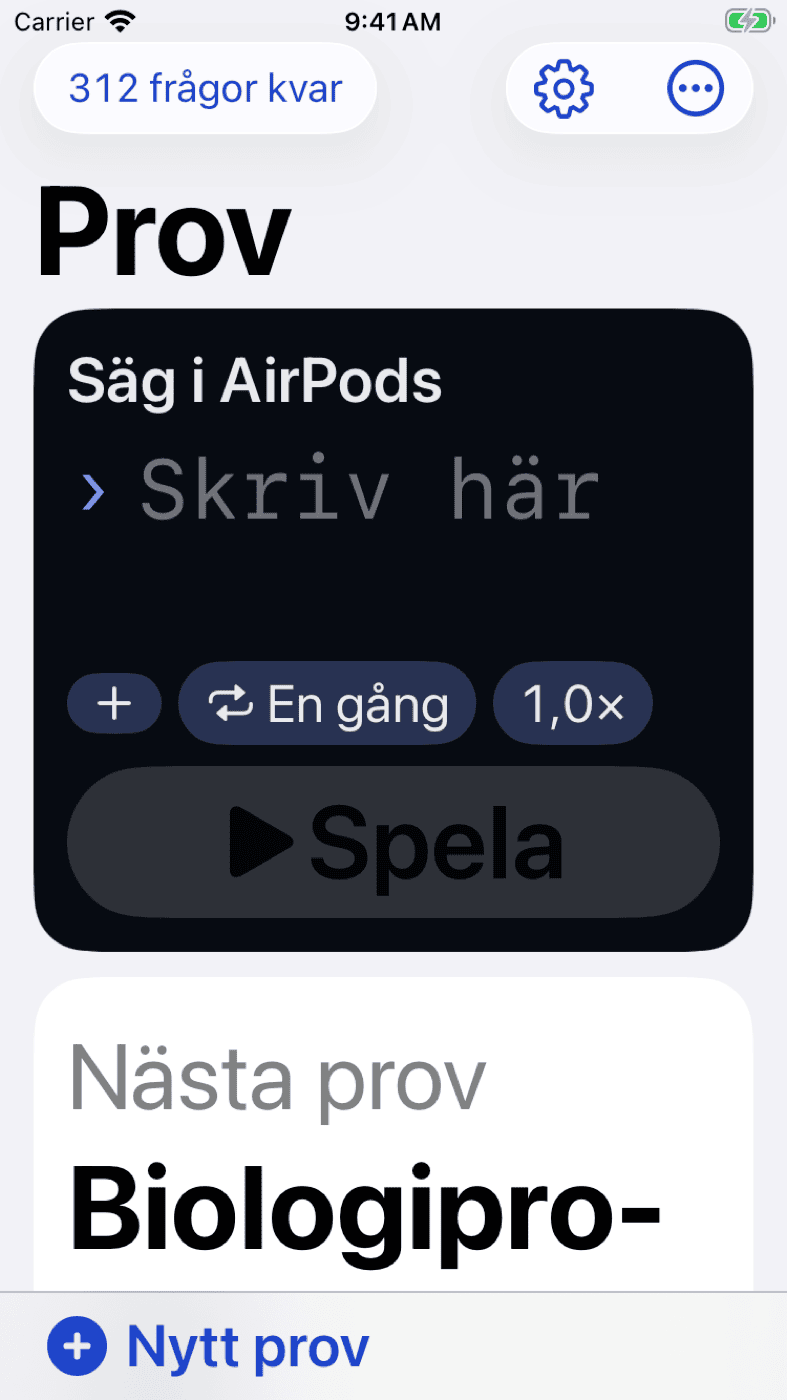 Carrier 9:41 AM
312 frågor kvar
Prov
Säg i AirPods
› Skriv här
+ En gång 1,0×
Spela
Nästa prov
Biologipro-
Nytt prov